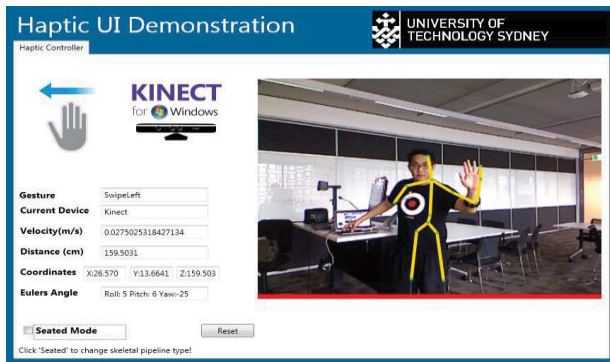 Haptic UI Demonstration
UNIVERSITY OF
TECHNOLOGY SYDNEY
Haptic Controller
KINECT
for Windows
Gesture SwipeLeft
Current Device Kinect
Velocity(m/s) 0.0275025318427134
Distance (cm) 159.5031
Coordinates X:26.570 Y:13.6641 Z:159.503
Eulers Angle Roll: 5 Pitch: 6 Yaw:-25
Seated Mode Reset
Click 'Seated' to change skeletal pipeline type!